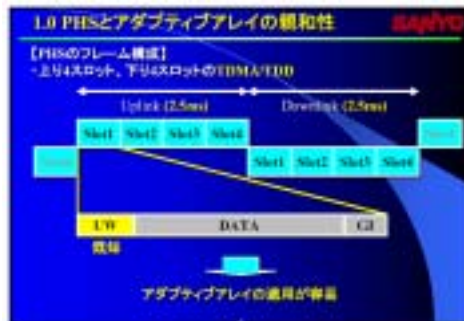 1.0 PHSとアダプティブアレイの親和性
SANYO
【PHSのフレーム構成】
・上り4スロット、下り4スロットのTDMA/TDD
Uplink (2.5ms)
Downlink (2.5ms)
Slot1 Slot2 Slot3 Slot4
Slot1 Slot2 Slot3 Slot4
UW DATA GI
既知
アダプティブアレイの適用が容易